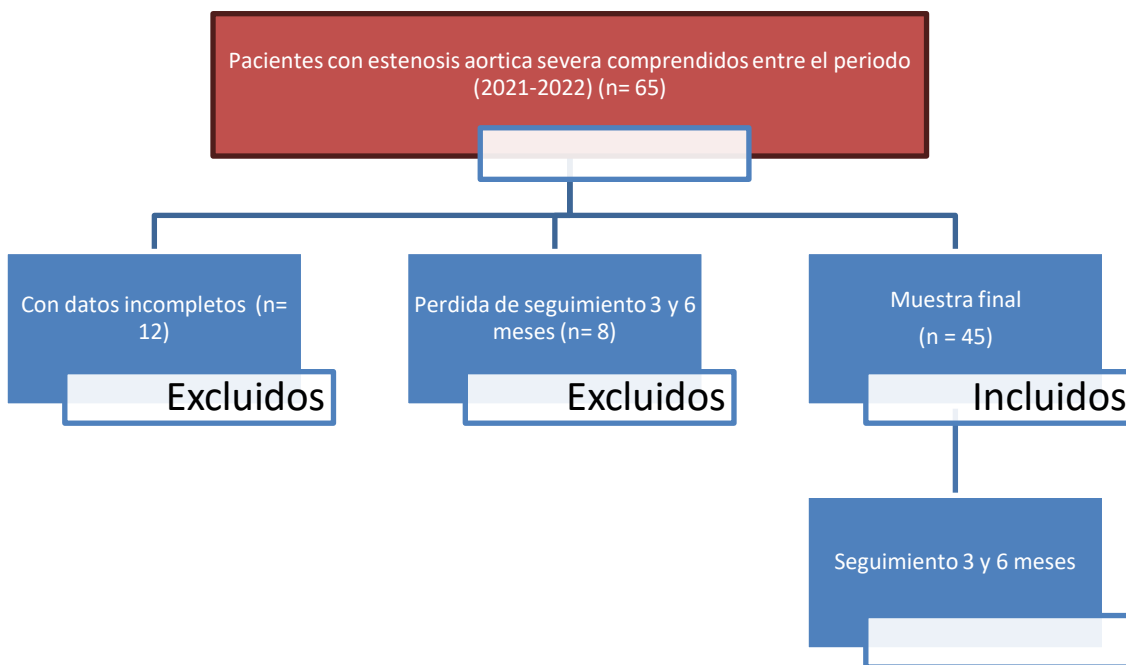 Pacientes con estenosis aortica severa comprendidos entre el periodo
(2021-2022) (n= 65)
Con datos incompletos (n=
12)
Excluidos
Perdida de seguimiento 3 y 6
meses (n= 8)
Excluidos
Muestra final
(n = 45)
Incluidos
Seguimiento 3 y 6 meses